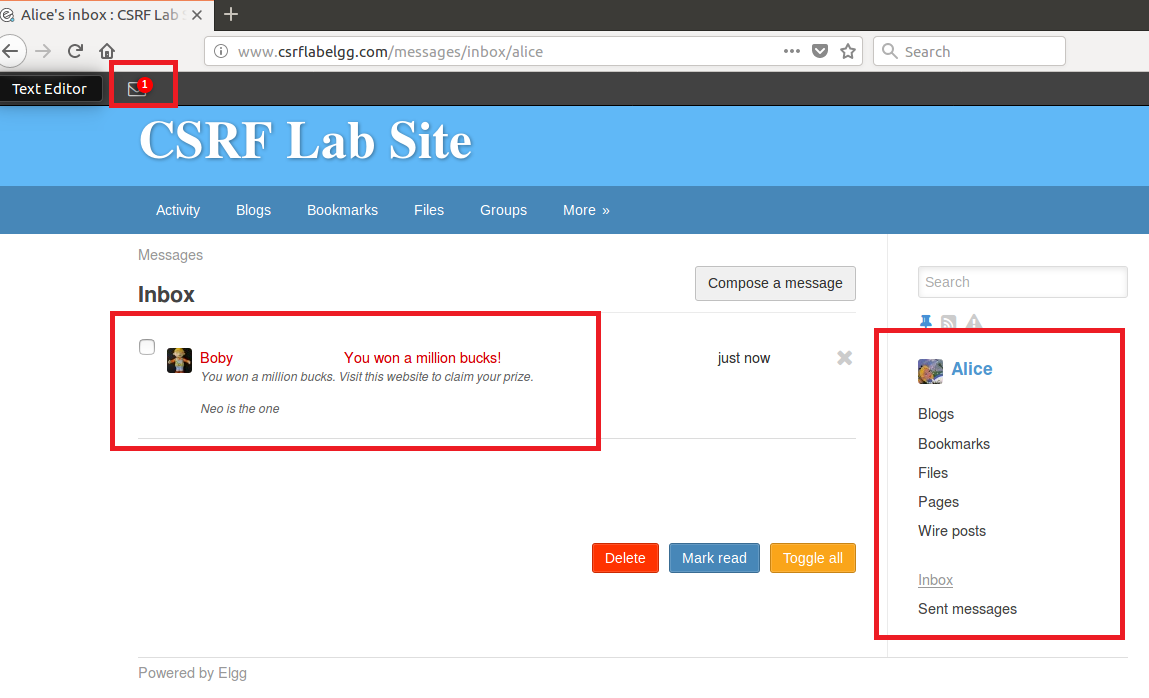 Alice's inbox : CSRF Lab S
www.csrflabelgg.com/messages/inbox/alice
Search
Text Editor
1
CSRF Lab Site
Activity Blogs Bookmarks Files Groups More »
Messages
Inbox
Compose a message
Boby You won a million bucks! just now
You won a million bucks. Visit this website to claim your prize.
Neo is the one
Delete Mark read Toggle all
Search
Alice
Blogs
Bookmarks
Files
Pages
Wire posts
Inbox
Sent messages
Powered by Elgg